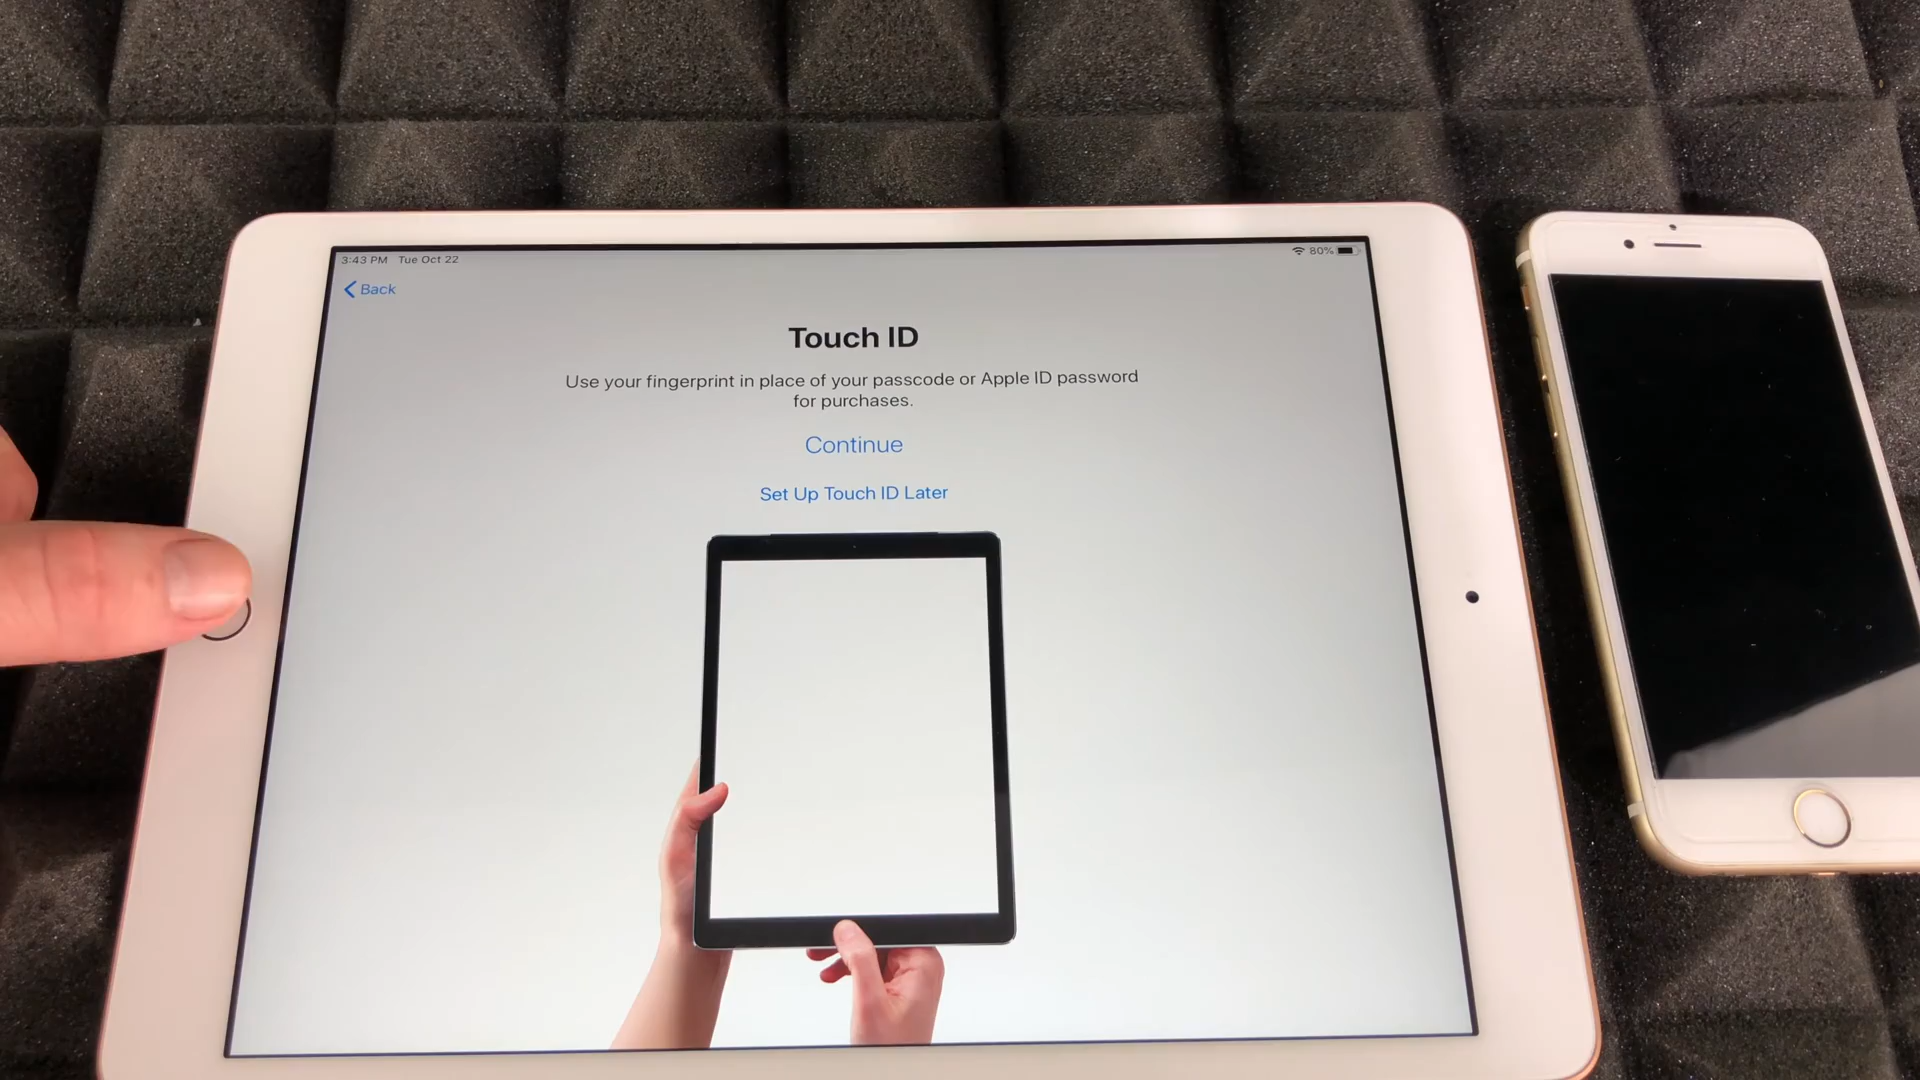 3:43 PM Tue Oct 22
80%
Back
Touch ID
Use your fingerprint in place of your passcode or Apple ID password
for purchases.
Continue
Set Up Touch ID Later